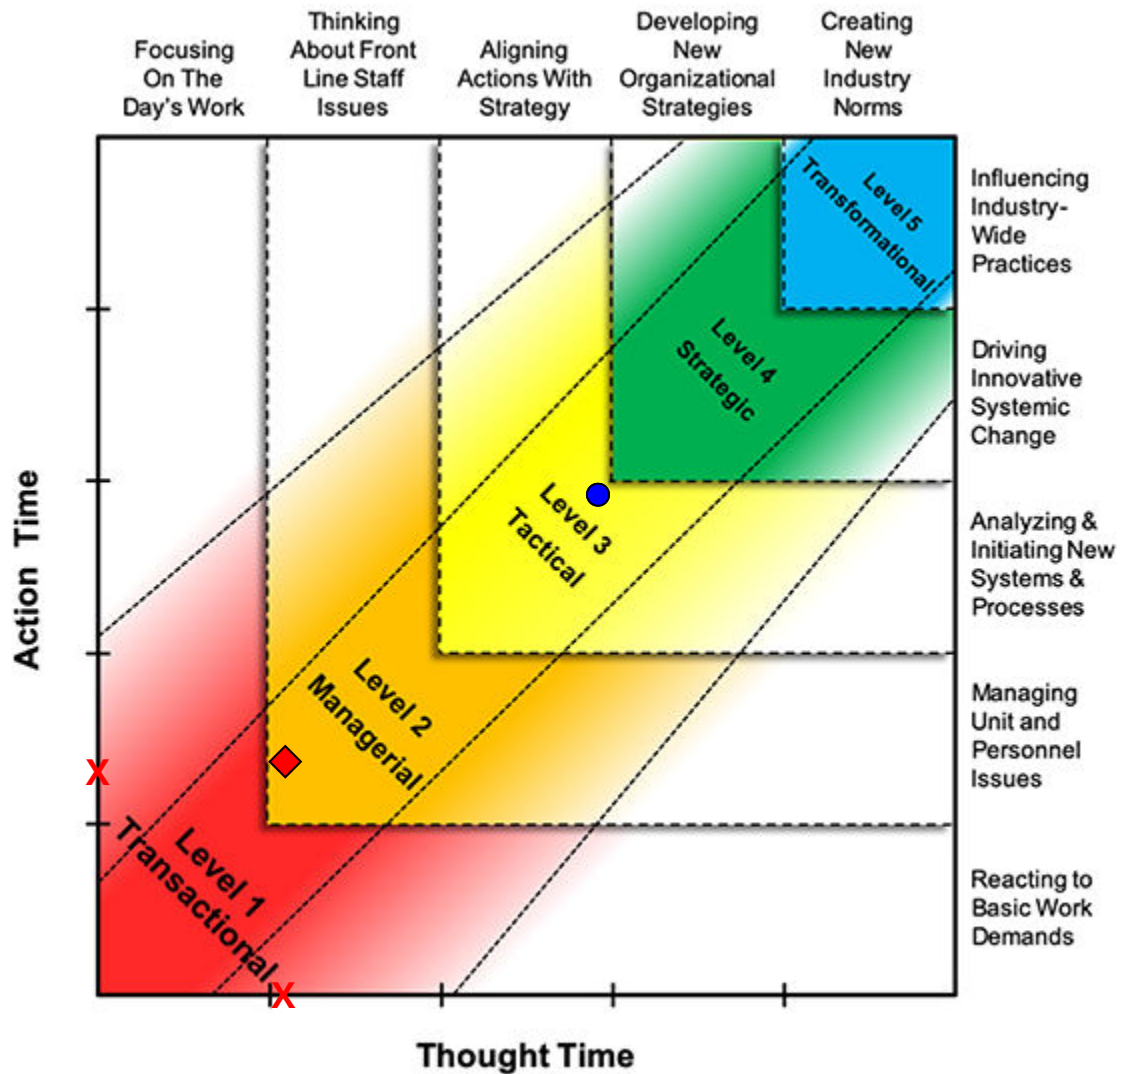 Focusing
On The
Day's Work
Thinking
About Front
Line Staff
Issues
Aligning
Actions With
Strategy
Developing
New
Organizational
Strategies
Creating
New
Industry
Norms
Level 5
Transformational
Influencing
Industry-
Wide
Practices
Level 4
Strategic
Driving
Innovative
Systemic
Change
Level 3
Tactical
Analyzing &
Initiating New
Systems &
Processes
Level 2
Managerial
Managing
Unit and
Personnel
Issues
Level 1
Transactional
Reacting to
Basic Work
Demands
Action Time
X
X
Thought Time